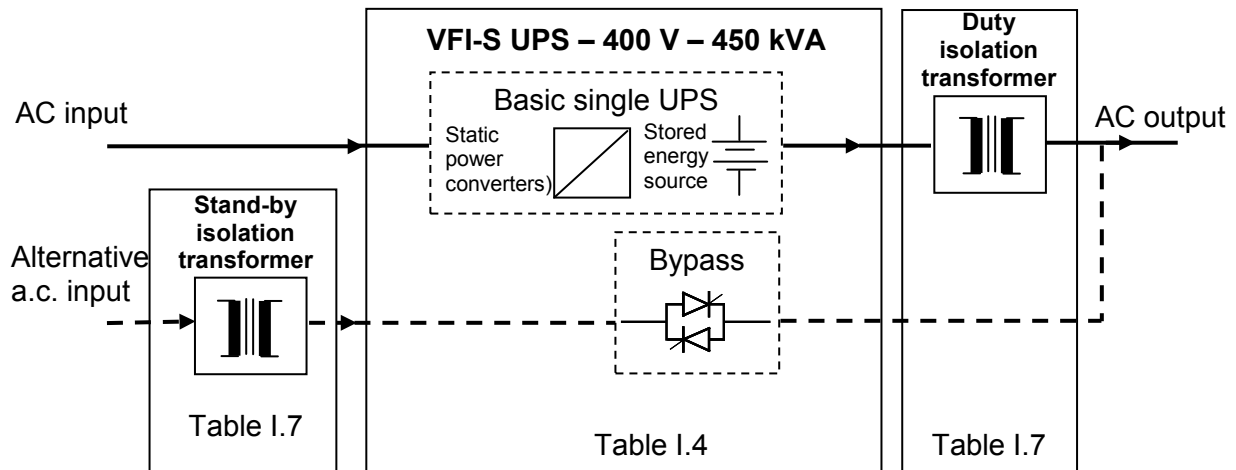 VFI-S UPS – 400 V – 450 kVA
Duty
isolation
transformer
Basic single UPS
AC input
AC output
Static
power
converters)
Stored
energy
source
Stand-by
isolation
transformer
Alternative
a.c. input
Bypass
Table I.7
Table I.4
Table I.7